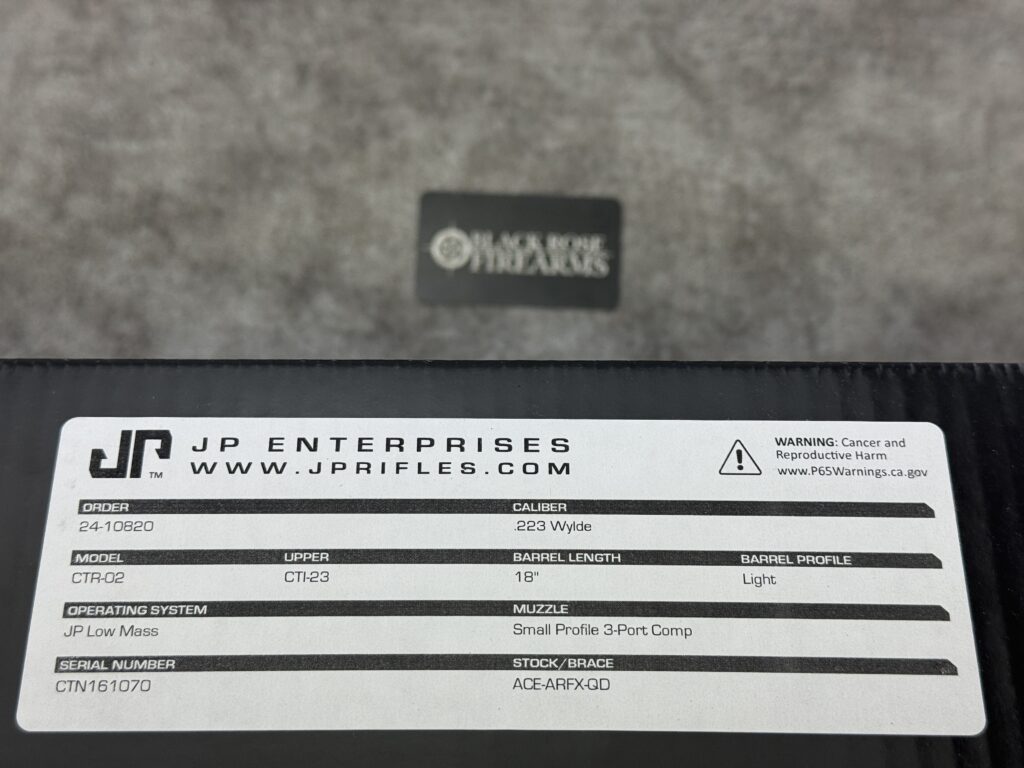 BLACK ROSE
FIREARMS
JP ENTERPRISES
WWW.JPRIFLES.COM
JP™
WARNING: Cancer and
Reproductive Harm
www.P65Warnings.ca.gov
ORDER CALIBER
24-10820 .223 Wylde
MODEL UPPER BARREL LENGTH BARREL PROFILE
CTR-02 CTI-23 18" Light
OPERATING SYSTEM MUZZLE
JP Low Mass Small Profile 3-Port Comp
SERIAL NUMBER STOCK/BRACE
CTN161070 ACE-ARFX-QD